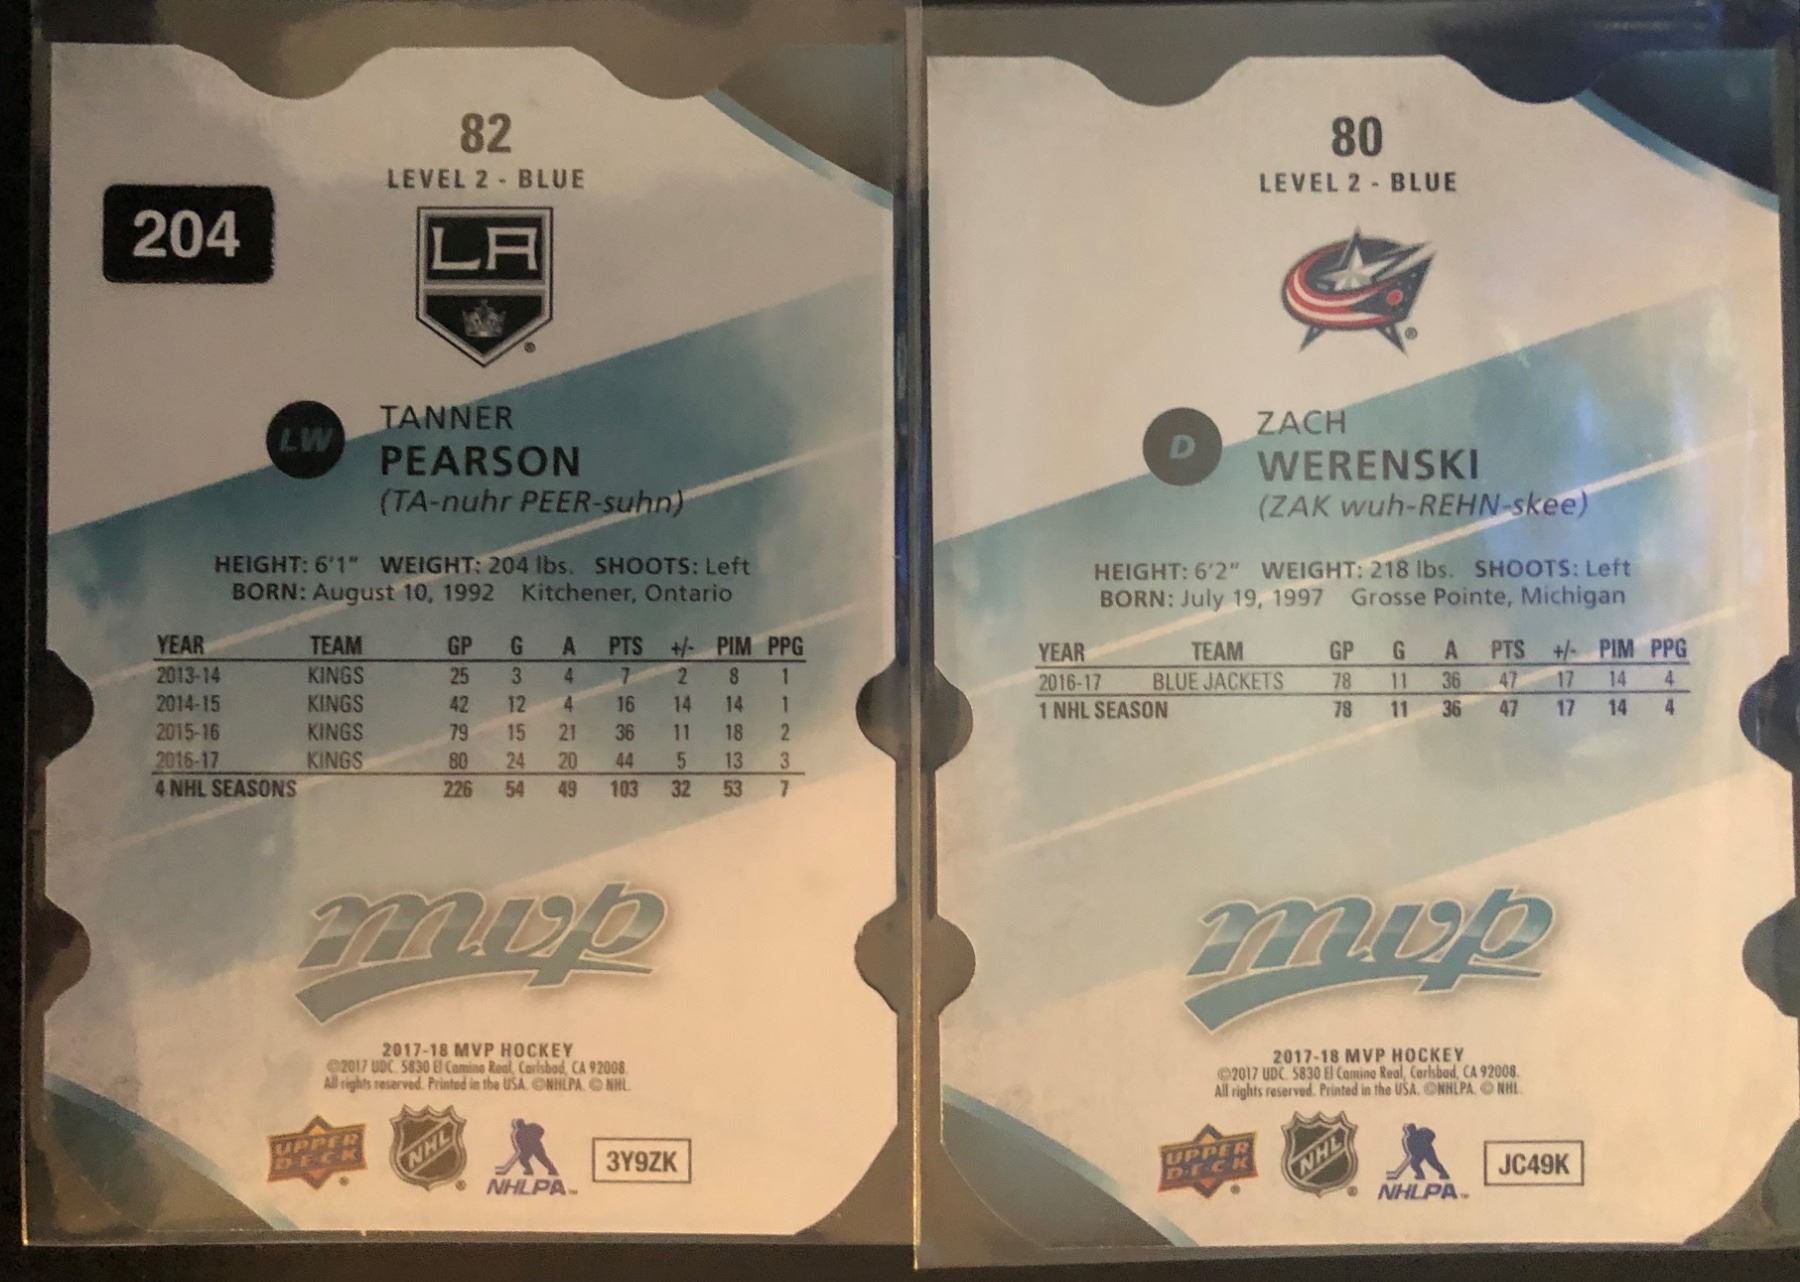 82
LEVEL 2 - BLUE
204
LA
®
LW
TANNER
PEARSON
(TA-nuhr PEER-suhn)
HEIGHT: 6'1" WEIGHT: 204 lbs. SHOOTS: Left
BORN: August 10, 1992 Kitchener, Ontario
YEAR TEAM GP G A PTS +/- PIM PPG
2013-14 KINGS 25 3 4 7 2 8 1
2014-15 KINGS 42 12 4 16 14 14 1
2015-16 KINGS 79 15 21 36 11 18 2
2016-17 KINGS 80 24 20 44 5 13 3
4 NHL SEASONS 226 54 49 103 32 53 7
mvp
2017-18 MVP HOCKEY
©2017 UDC. 5830 El Camino Real, Carlsbad, CA 92008.
All rights reserved. Printed in the USA. ©NHLPA. © NHL.
UPPER DECK ® NHL ® NHLPA™ 3Y9ZK
80
LEVEL 2 - BLUE
®
D
ZACH
WERENSKI
(ZAK wuh-REHN-skee)
HEIGHT: 6'2" WEIGHT: 218 lbs. SHOOTS: Left
BORN: July 19, 1997 Grosse Pointe, Michigan
YEAR TEAM GP G A PTS +/- PIM PPG
2016-17 BLUE JACKETS 78 11 36 47 17 14 4
1 NHL SEASON 78 11 36 47 17 14 4
mvp
2017-18 MVP HOCKEY
©2017 UDC. 5830 El Camino Real, Carlsbad, CA 92008.
All rights reserved. Printed in the USA. ©NHLPA. © NHL.
UPPER DECK ® NHL ® NHLPA™ JC49K